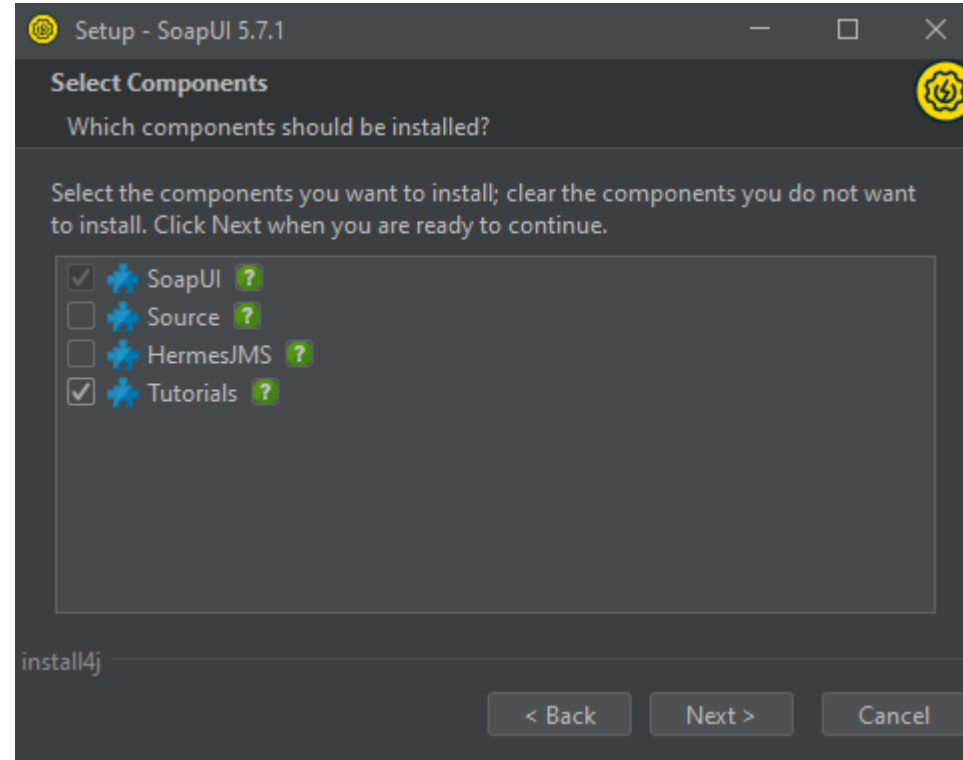 Setup - SoapUI 5.7.1
Select Components
Which components should be installed?
Select the components you want to install; clear the components you do not want
to install. Click Next when you are ready to continue.
SoapUI ?
Source ?
HermesJMS ?
Tutorials ?
install4j
< Back Next > Cancel